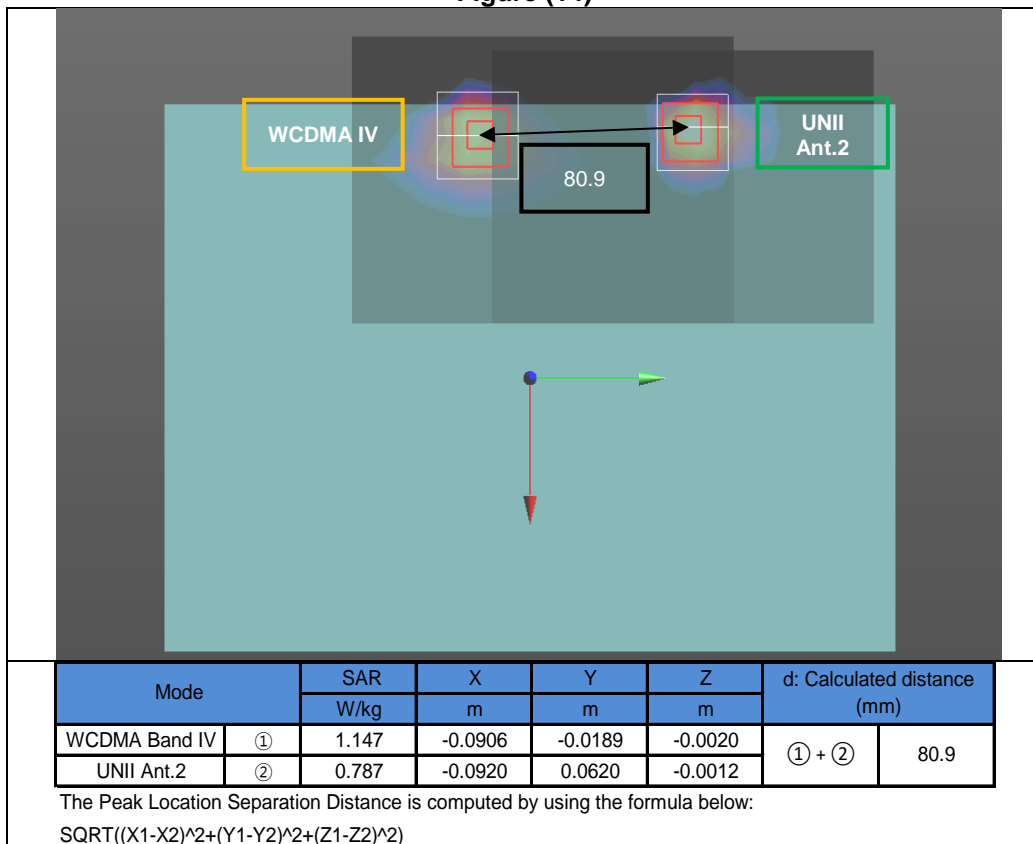 WCDMA IV
UNII
Ant.2
80.9
Mode SAR X Y Z d: Calculated distance
(mm)
W/kg m m m
WCDMA Band IV ① 1.147 -0.0906 -0.0189 -0.0020 ① + ② 80.9
UNII Ant.2 ② 0.787 -0.0920 0.0620 -0.0012
The Peak Location Separation Distance is computed by using the formula below:
SQRT((X1-X2)^2+(Y1-Y2)^2+(Z1-Z2)^2)